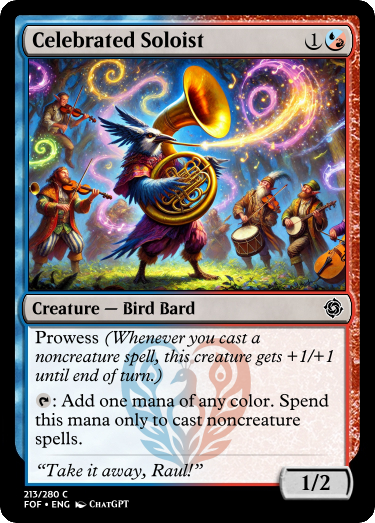 Celebrated Soloist 1
Creature — Bird Bard
Prowess (Whenever you cast a
noncreature spell, this creature gets +1/+1
until end of turn.)
: Add one mana of any color. Spend
this mana only to cast noncreature
spells.
“Take it away, Raul!”
1/2
213/280 C
FOF • ENG ChatGPT